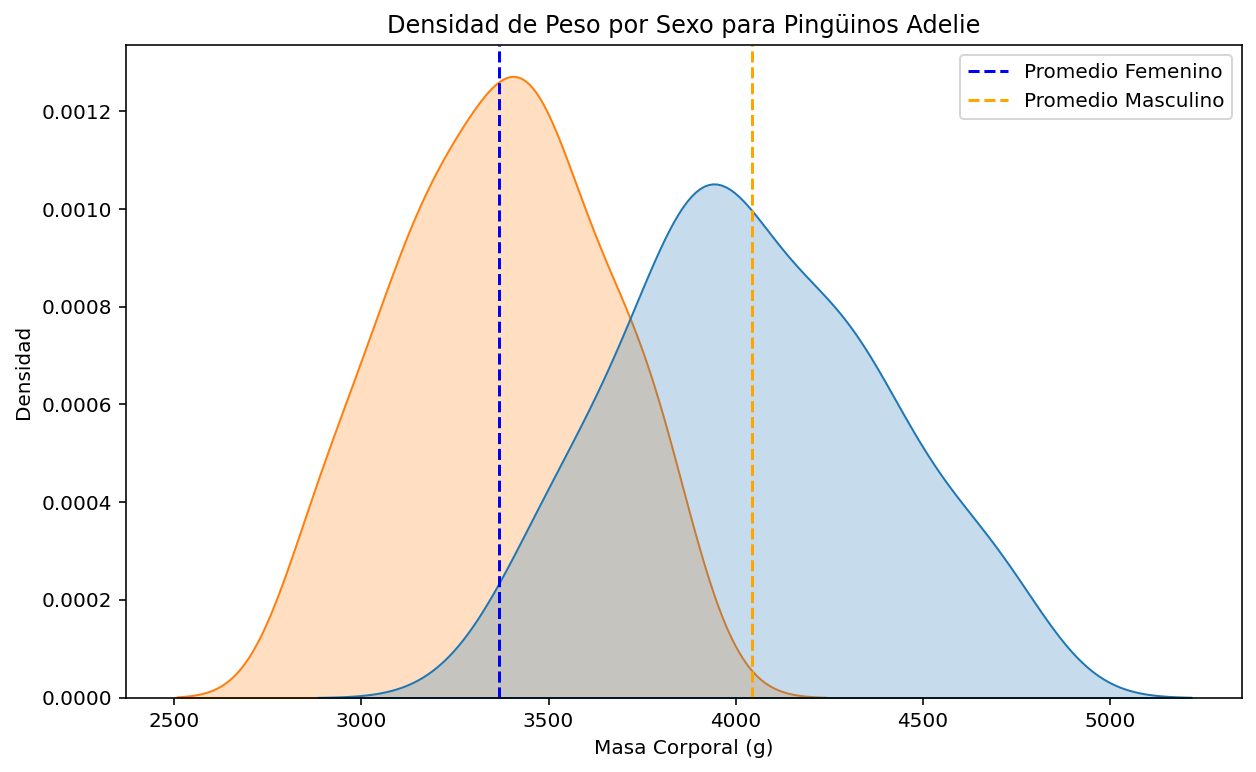 Densidad de Peso por Sexo para Pingüinos Adelie
Promedio Femenino
Promedio Masculino
Densidad
0.0012
0.0010
0.0008
0.0006
0.0004
0.0002
0.0000
2500 3000 3500 4000 4500 5000
Masa Corporal (g)